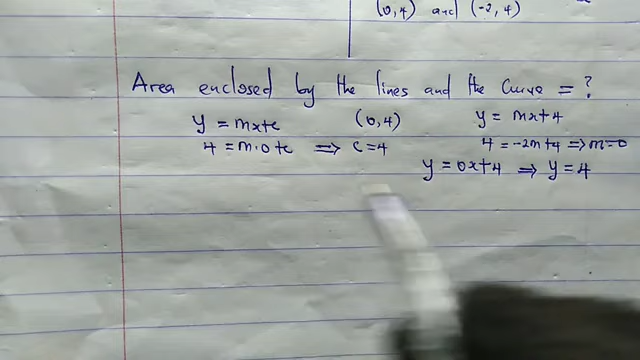 (0,4) and (-2,4)
Area enclosed by the lines and the curve = ?
y = mx+c (0,4) y = mx+4
4 = m·0+c ⟹ c=4 4 = -2m+4 ⟹ m=0
y = 0x+4 ⟹ y = 4